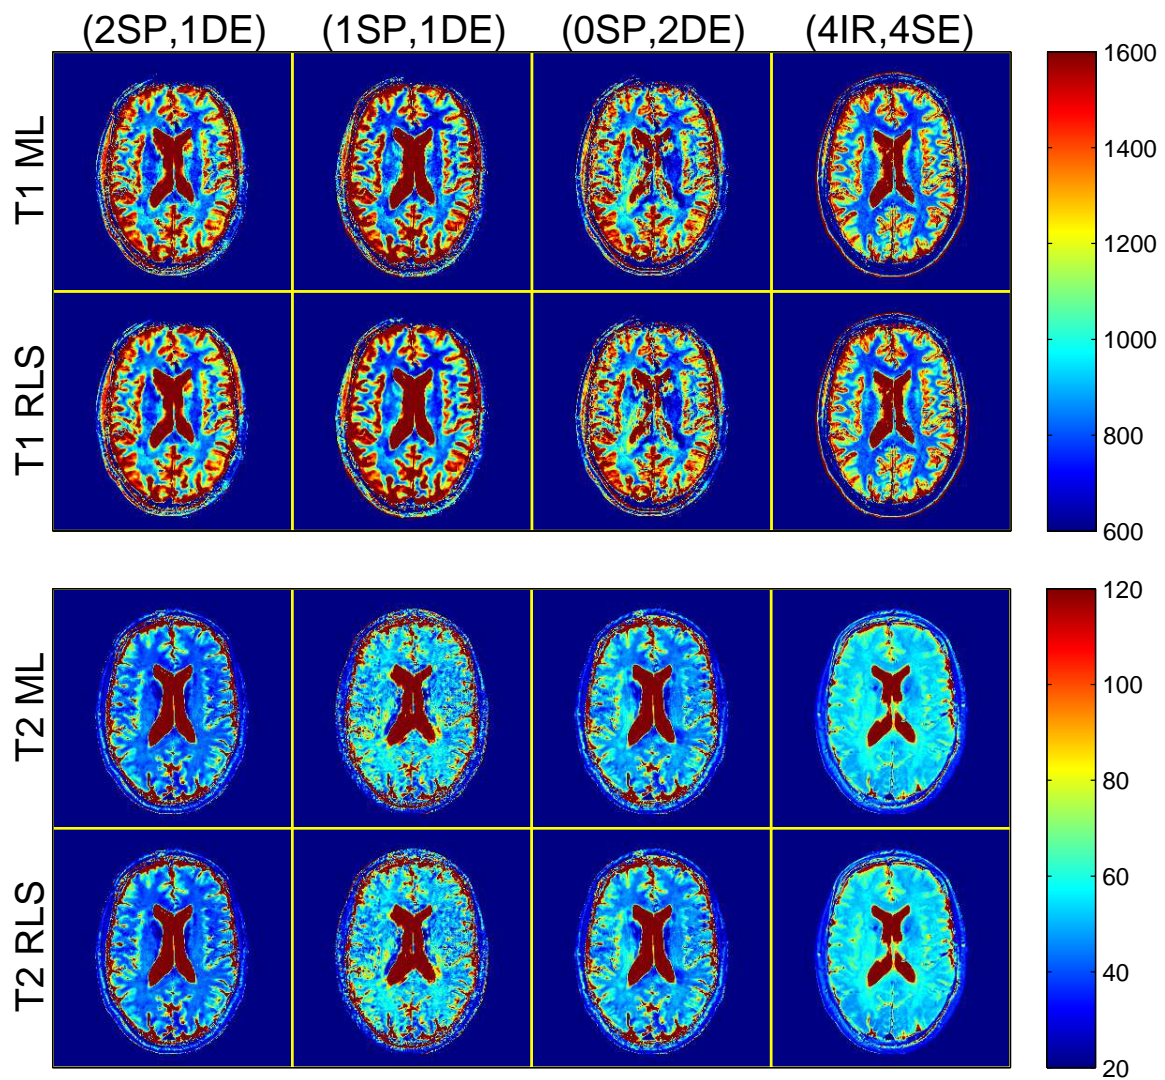 (2SP,1DE) (1SP,1DE) (0SP,2DE) (4IR,4SE)
T1 ML
T1 RLS
1600
1400
1200
1000
800
600
T2 ML
T2 RLS
120
100
80
60
40
20